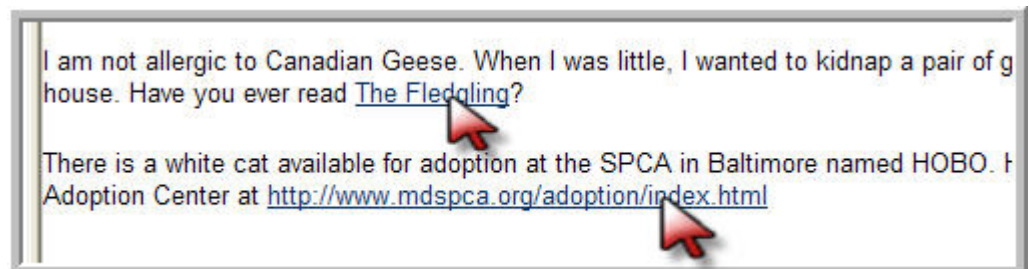 I am not allergic to Canadian Geese. When I was little, I wanted to kidnap a pair of g
house. Have you ever read The Fledgling?
There is a white cat available for adoption at the SPCA in Baltimore named HOBO. H
Adoption Center at http://www.mdspca.org/adoption/index.html